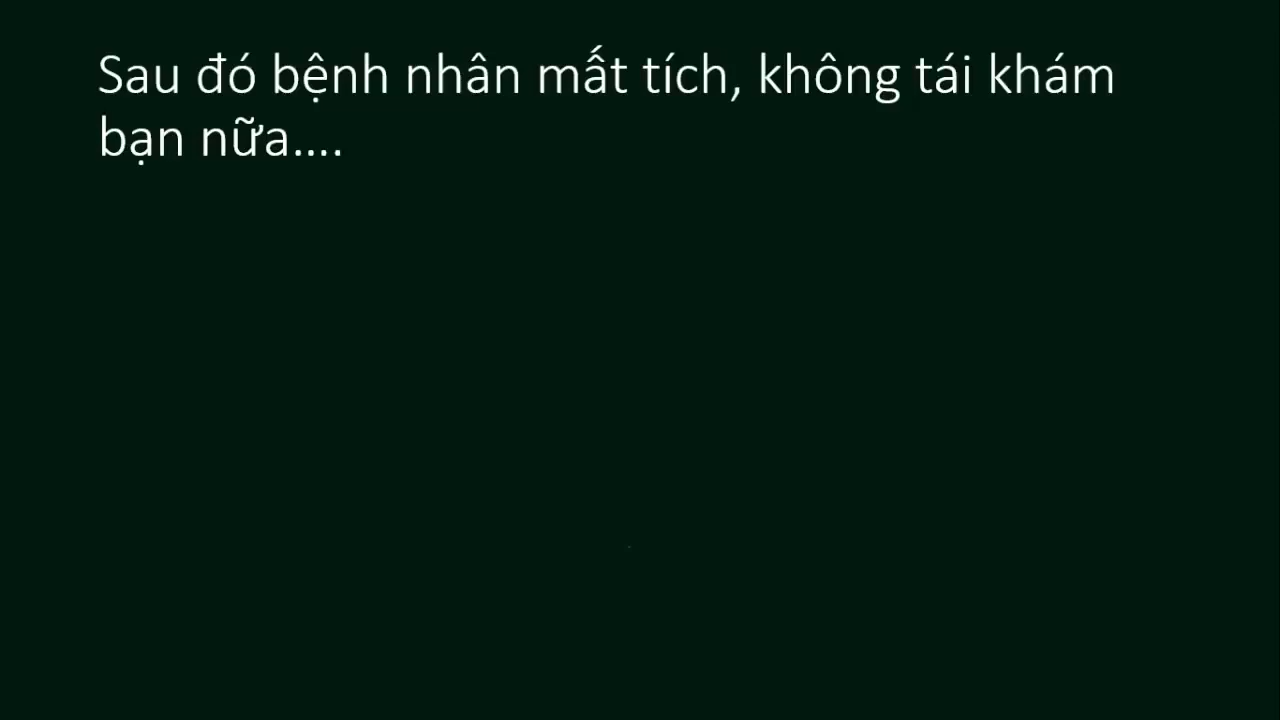 Sau đó bệnh nhân mất tích, không tái khám
bạn nữa....